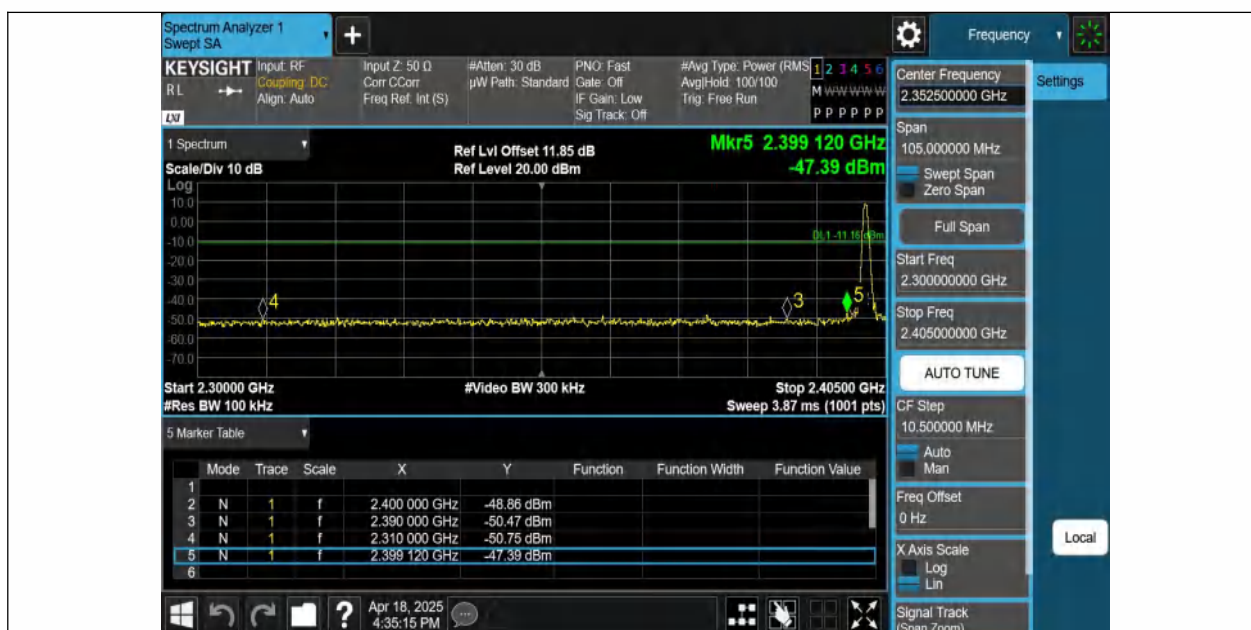 Spectrum Analyzer 1
Swept SA
Frequency
KEYSIGHT
RL
LXI
Input: RF
Coupling: DC
Align: Auto
Input Z: 50 Ω
Corr CCorr
Freq Ref: Int (S)
#Atten: 30 dB
µW Path: Standard
PNO: Fast
Gate: Off
IF Gain: Low
Sig Track: Off
#Avg Type: Power (RMS
Avg|Hold: 100/100
Trig: Free Run
1 2 3 4 5 6
M W W W W W
P P P P P P
1 Spectrum
Scale/Div 10 dB
Ref Lvl Offset 11.85 dB
Ref Level 20.00 dBm
Mkr5 2.399 120 GHz
-47.39 dBm
Log
10.0
0.00
-10.0
-20.0
-30.0
-40.0
-50.0
-60.0
-70.0
DL1 -11.16 dBm
4
3
5
Start 2.30000 GHz
#Video BW 300 kHz
Stop 2.40500 GHz
#Res BW 100 kHz
Sweep 3.87 ms (1001 pts)
5 Marker Table
Mode Trace Scale X Y Function Function Width Function Value
1
2 N 1 f 2.400 000 GHz -48.86 dBm
3 N 1 f 2.390 000 GHz -50.47 dBm
4 N 1 f 2.310 000 GHz -50.75 dBm
5 N 1 f 2.399 120 GHz -47.39 dBm
6
?
Apr 18, 2025
4:35:15 PM
Center Frequency
2.352500000 GHz
Span
105.000000 MHz
Swept Span
Zero Span
Full Span
Start Freq
2.300000000 GHz
Stop Freq
2.405000000 GHz
AUTO TUNE
CF Step
10.500000 MHz
Auto
Man
Freq Offset
0 Hz
X Axis Scale
Log
Lin
Signal Track
(Span Zoom)
Settings
Local